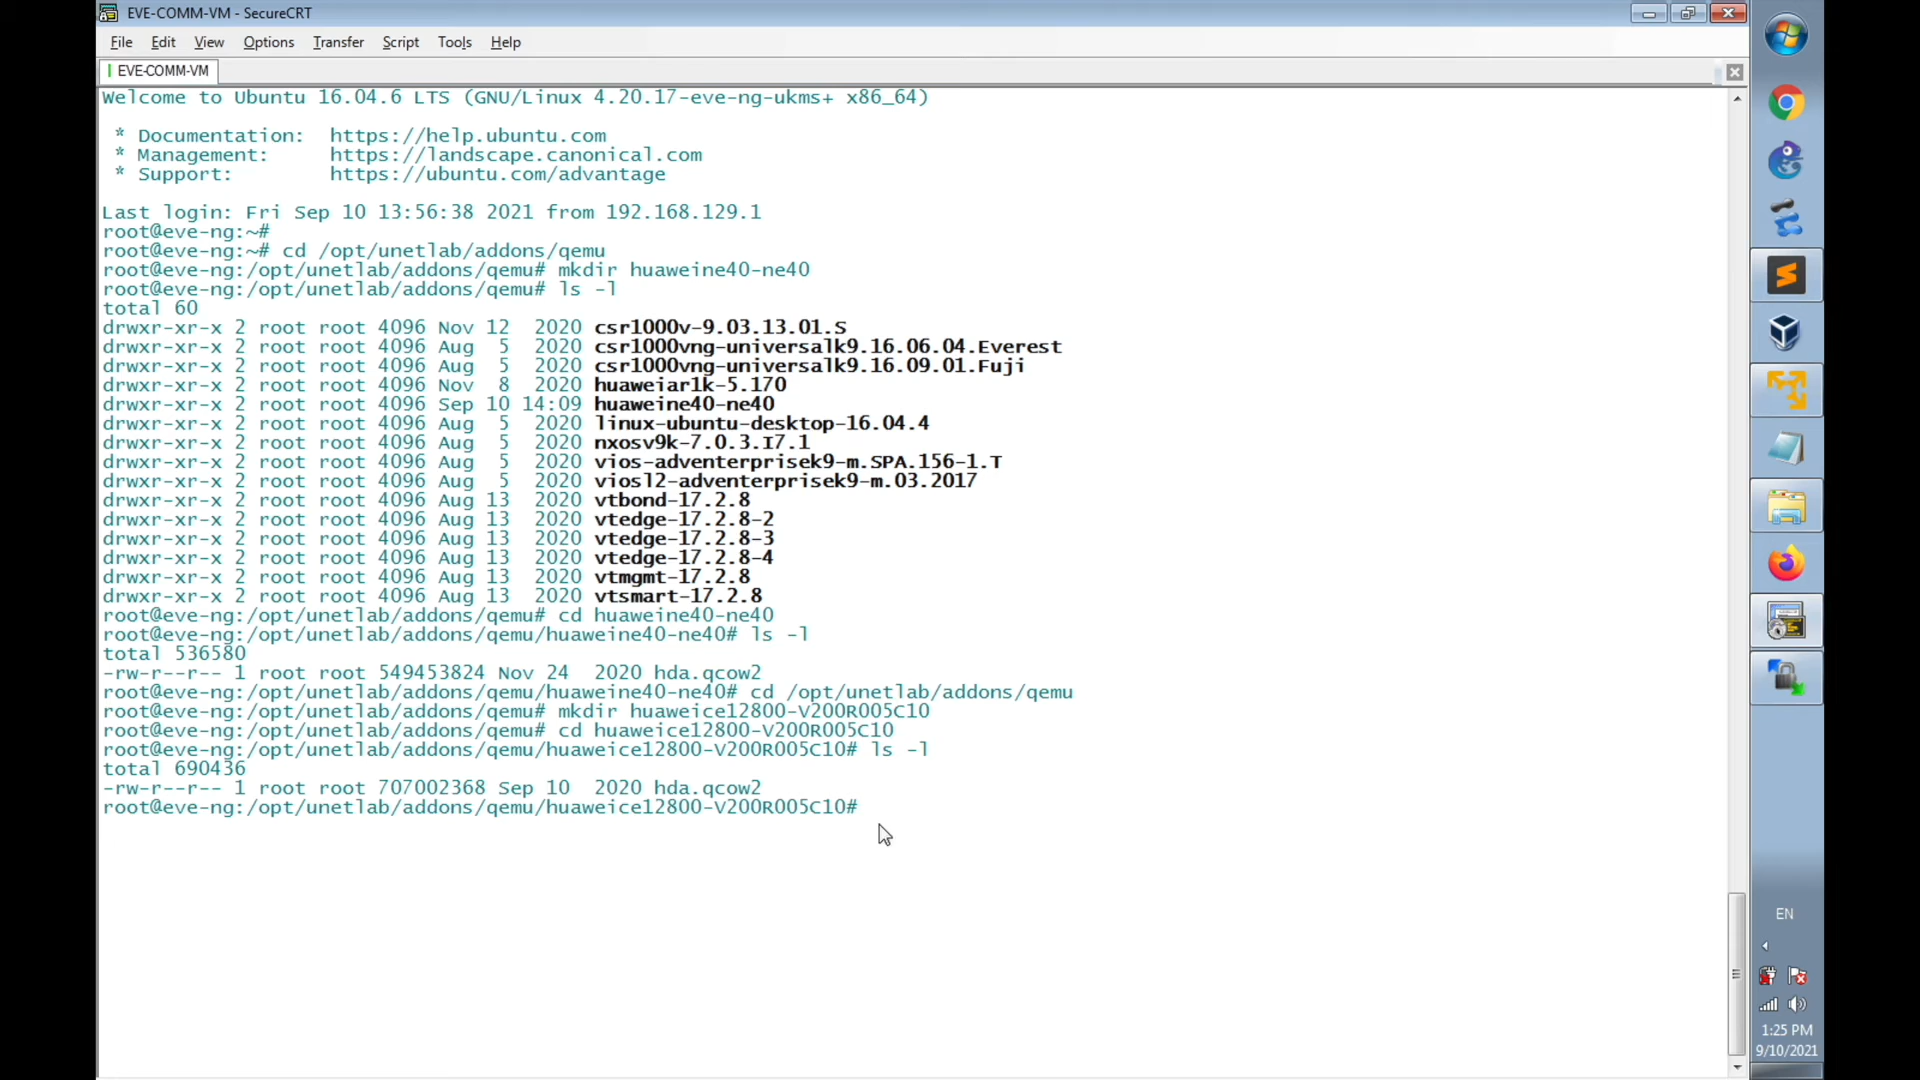 EVE-COMM-VM - SecureCRT
File Edit View Options Transfer Script Tools Help
EVE-COMM-VM
Welcome to Ubuntu 16.04.6 LTS (GNU/Linux 4.20.17-eve-ng-ukms+ x86_64)
* Documentation: https://help.ubuntu.com
* Management: https://landscape.canonical.com
* Support: https://ubuntu.com/advantage
Last login: Fri Sep 10 13:56:38 2021 from 192.168.129.1
root@eve-ng:~#
root@eve-ng:~# cd /opt/unetlab/addons/qemu
root@eve-ng:/opt/unetlab/addons/qemu# mkdir huaweine40-ne40
root@eve-ng:/opt/unetlab/addons/qemu# ls -l
total 60
drwxr-xr-x 2 root root 4096 Nov 12 2020 csr1000v-9.03.13.01.S
drwxr-xr-x 2 root root 4096 Aug 5 2020 csr1000vng-universalk9.16.06.04.Everest
drwxr-xr-x 2 root root 4096 Aug 5 2020 csr1000vng-universalk9.16.09.01.Fuji
drwxr-xr-x 2 root root 4096 Nov 8 2020 huaweiar1k-5.170
drwxr-xr-x 2 root root 4096 Sep 10 14:09 huaweine40-ne40
drwxr-xr-x 2 root root 4096 Aug 5 2020 linux-ubuntu-desktop-16.04.4
drwxr-xr-x 2 root root 4096 Aug 5 2020 nxosv9k-7.0.3.I7.1
drwxr-xr-x 2 root root 4096 Aug 5 2020 vios-adventerprisek9-m.SPA.156-1.T
drwxr-xr-x 2 root root 4096 Aug 5 2020 viosl2-adventerprisek9-m.03.2017
drwxr-xr-x 2 root root 4096 Aug 13 2020 vtbond-17.2.8
drwxr-xr-x 2 root root 4096 Aug 13 2020 vtedge-17.2.8-2
drwxr-xr-x 2 root root 4096 Aug 13 2020 vtedge-17.2.8-3
drwxr-xr-x 2 root root 4096 Aug 13 2020 vtedge-17.2.8-4
drwxr-xr-x 2 root root 4096 Aug 13 2020 vtmgmt-17.2.8
drwxr-xr-x 2 root root 4096 Aug 13 2020 vtsmart-17.2.8
root@eve-ng:/opt/unetlab/addons/qemu# cd huaweine40-ne40
root@eve-ng:/opt/unetlab/addons/qemu/huaweine40-ne40# ls -l
total 536580
-rw-r--r-- 1 root root 549453824 Nov 24 2020 hda.qcow2
root@eve-ng:/opt/unetlab/addons/qemu/huaweine40-ne40# cd /opt/unetlab/addons/qemu
root@eve-ng:/opt/unetlab/addons/qemu# mkdir huaweice12800-V200R005C10
root@eve-ng:/opt/unetlab/addons/qemu# cd huaweice12800-V200R005C10
root@eve-ng:/opt/unetlab/addons/qemu/huaweice12800-V200R005C10# ls -l
total 690436
-rw-r--r-- 1 root root 707002368 Sep 10 2020 hda.qcow2
root@eve-ng:/opt/unetlab/addons/qemu/huaweice12800-V200R005C10#
EN
1:25 PM
9/10/2021